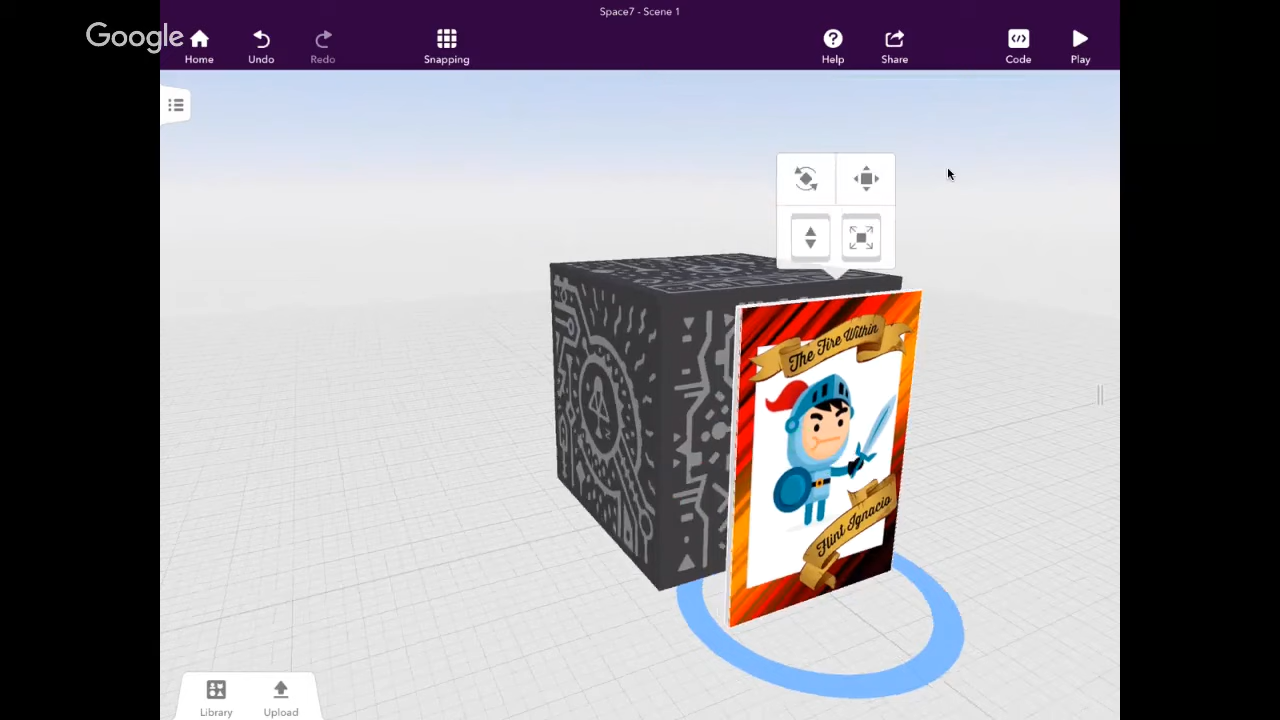 Space7 - Scene 1
Google
Home
Undo
Redo
Snapping
Help
Share
Code
Play
The Fire Within
Flint Ignacio
Library
Upload